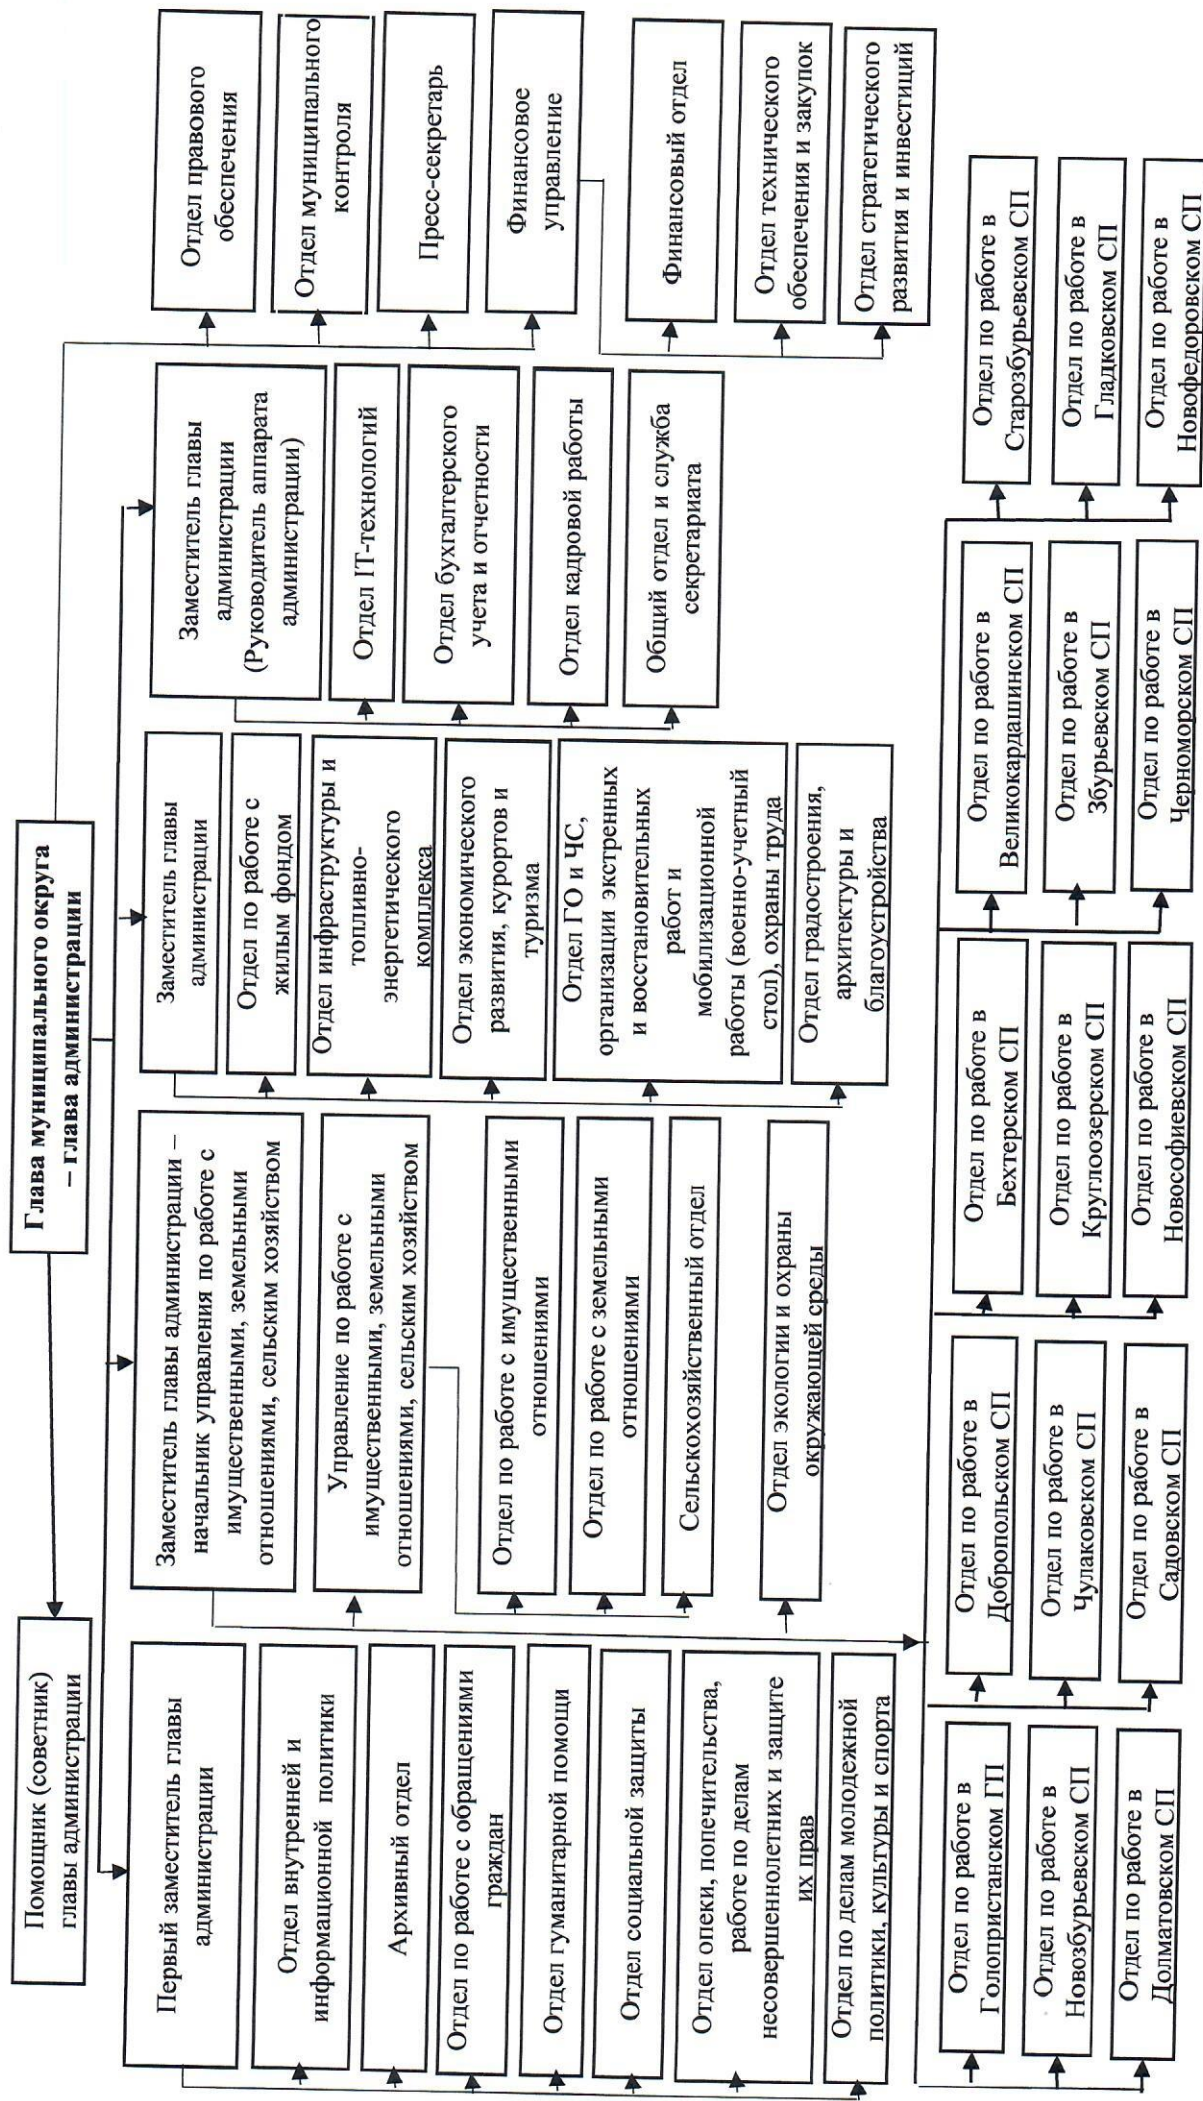 Глава муниципального округа
– глава администрации
Помощник (советник)
главы администрации
Первый заместитель главы
администрации
Отдел внутренней и
информационной политики
Архивный отдел
Отдел по работе с обращениями
граждан
Отдел гуманитарной помощи
Отдел социальной защиты
Отдел опеки, попечительства,
работе по делам
несовершеннолетних и защите
их прав
Отдел по делам молодежной
политики, культуры и спорта
Заместитель главы администрации –
начальник управления по работе с
имущественными, земельными
отношениями, сельским хозяйством
Управление по работе с
имущественными, земельными
отношениями, сельских хозяйством
Отдел по работе с имущественными
отношениями
Отдел по работе с земельными
отношениями
Сельскохозяйственный отдел
Отдел экологии и охраны
окружающей среды
Заместитель главы
администрации
Отдел по работе с
жилым фондом
Отдел инфраструктуры и
топливно-
энергетического
комплекса
Отдел экономического
развития, курортов и
туризма
Отдел ГО и ЧС,
организации экстренных
и восстановительных
работ и
мобилизационной
работы (военно-учетный
стол), охраны труда
Отдел градостроения,
архитектуры и
благоустройства
Заместитель главы
администрации
(Руководитель аппарата
администрации)
Отдел IT-технологий
Отдел бухгалтерского
учета и отчетности
Отдел кадровой работы
Общий отдел и служба
секретариата
Отдел правового
обеспечения
Отдел муниципального
контроля
Пресс-секретарь
Финансовое
управление
Финансовый отдел
Отдел технического
обеспечения и закупок
Отдел стратегического
развития и инвестиций
Отдел по работе в
Голопристанском ГП
Отдел по работе в
Новозбурьевском СП
Отдел по работе в
Долматовском СП
Отдел по работе в
Добропольском СП
Отдел по работе в
Чулаковском СП
Отдел по работе в
Садовском СП
Отдел по работе в
Бехтерском СП
Отдел по работе в
Круглоозерском СП
Отдел по работе в
Новософиевском СП
Отдел по работе в
Великокардашинском СП
Отдел по работе в
Збурьевском СП
Отдел по работе в
Черноморском СП
Отдел по работе в
Старозбурьевском СП
Отдел по работе в
Гладковском СП
Отдел по работе в
Новофедоровском СП